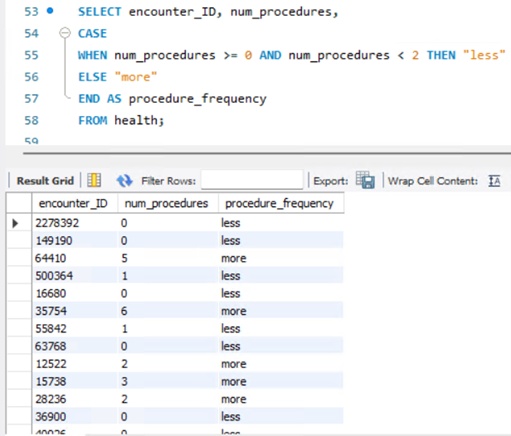 53 SELECT encounter_ID, num_procedures,
54 CASE
55 WHEN num_procedures >= 0 AND num_procedures < 2 THEN "less"
56 ELSE "more"
57 END AS procedure_frequency
58 FROM health;
59
Result Grid Filter Rows: Export: Wrap Cell Content: IA
encounter_ID num_procedures procedure_frequency
2278392 0 less
149190 0 less
64410 5 more
500364 1 less
16680 0 less
35754 6 more
55842 1 less
63768 0 less
12522 2 more
15738 3 more
28236 2 more
36900 0 less